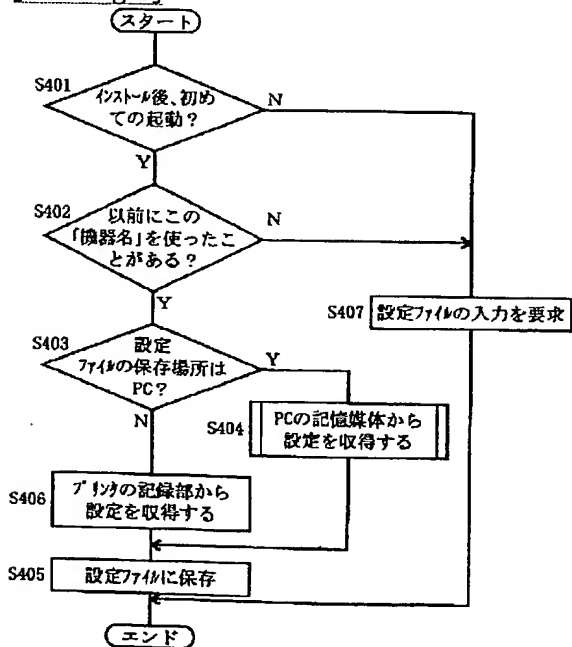 スタート
S401
インストール後、初め
ての起動?
N
Y
S402
以前にこの
「機器名」を使ったこ
とがある?
N
Y
S407
設定ファイルの入力を要求
S403
設定
ファイルの保存場所は
PC?
Y
N
S404
PCの記憶媒体から
設定を取得する
S406
プリンタの記録部から
設定を取得する
S405
設定ファイルに保存
エンド